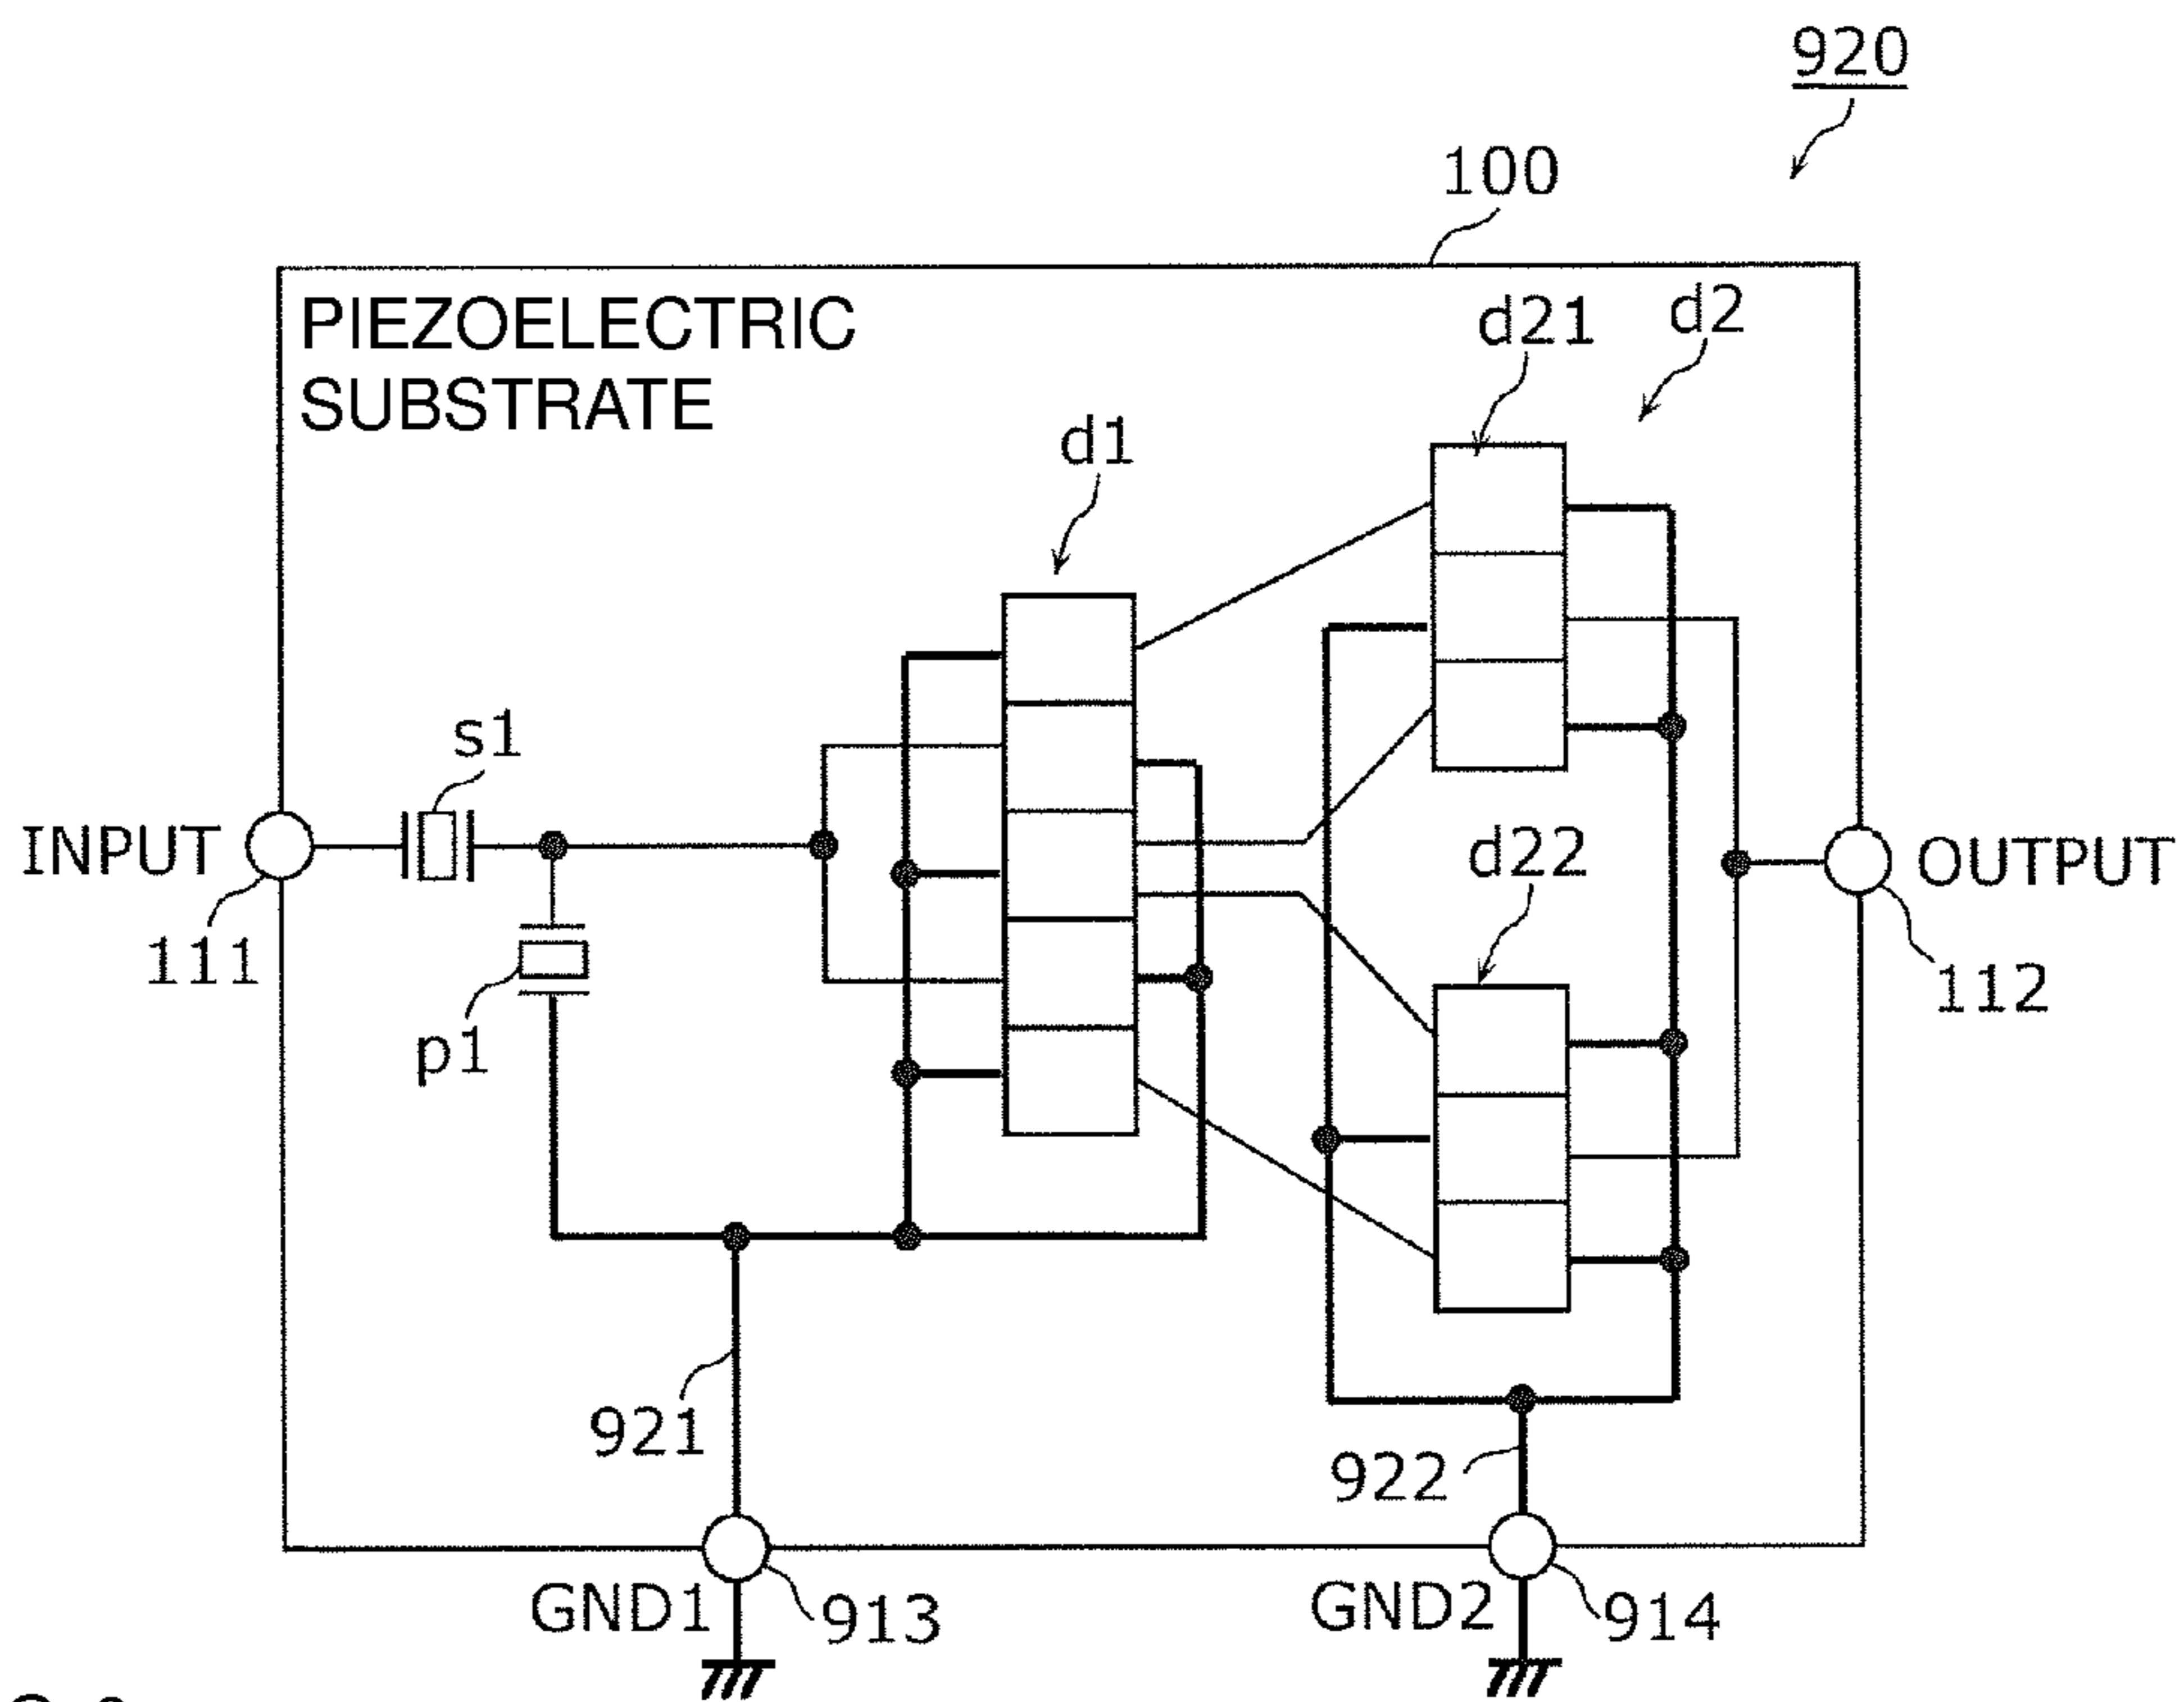 920
100
PIEZOELECTRIC
SUBSTRATE
d21
d2
d1
s1
INPUT
d22
OUTPUT
111
112
p1
921
922
GND1
913
GND2
914